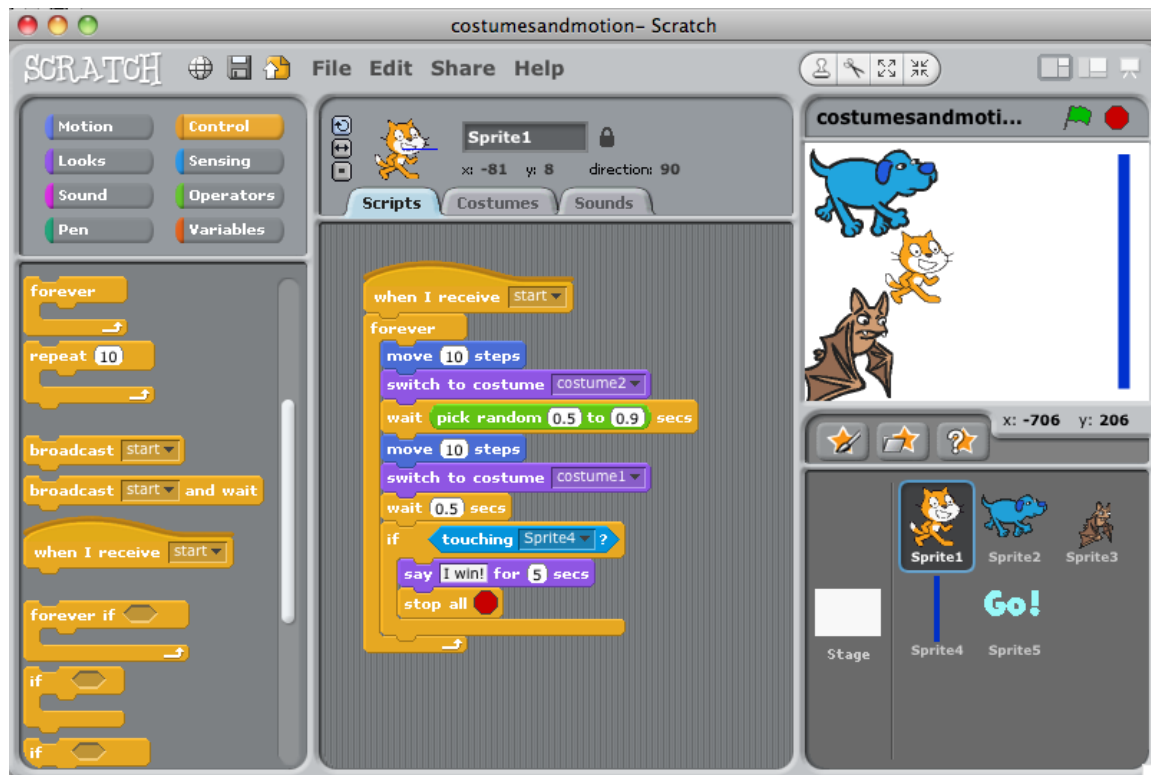 costumesandmotion– Scratch
SCRATCH File Edit Share Help
Motion Control
Looks Sensing
Sound Operators
Pen Variables
forever
repeat 10
broadcast start
broadcast start and wait
when I receive start
forever if
if
if
Sprite1
x: -81 y: 8 direction: 90
Scripts Costumes Sounds
when I receive start
forever
move 10 steps
switch to costume costume2
wait pick random 0.5 to 0.9 secs
move 10 steps
switch to costume costume1
wait 0.5 secs
if touching Sprite4 ?
say I win! for 5 secs
stop all
costumesandmoti...
x: -706 y: 206
Sprite1 Sprite2 Sprite3
Go!
Stage Sprite4 Sprite5